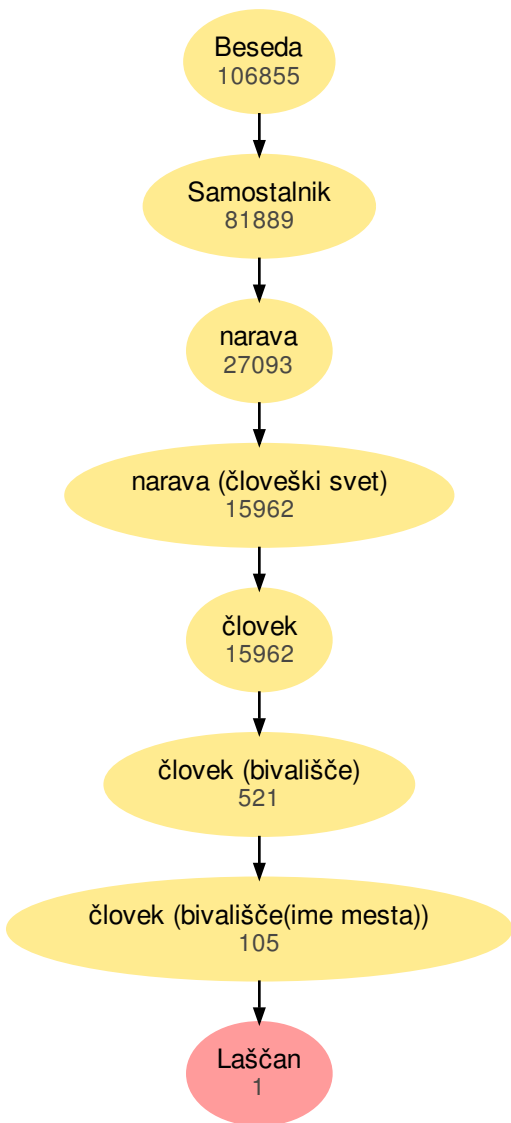 Beseda
106855
Samostalnik
81889
narava
27093
narava (človeški svet)
15962
človek
15962
človek (bivališče)
521
človek (bivališče(ime mesta))
105
Laščan
1